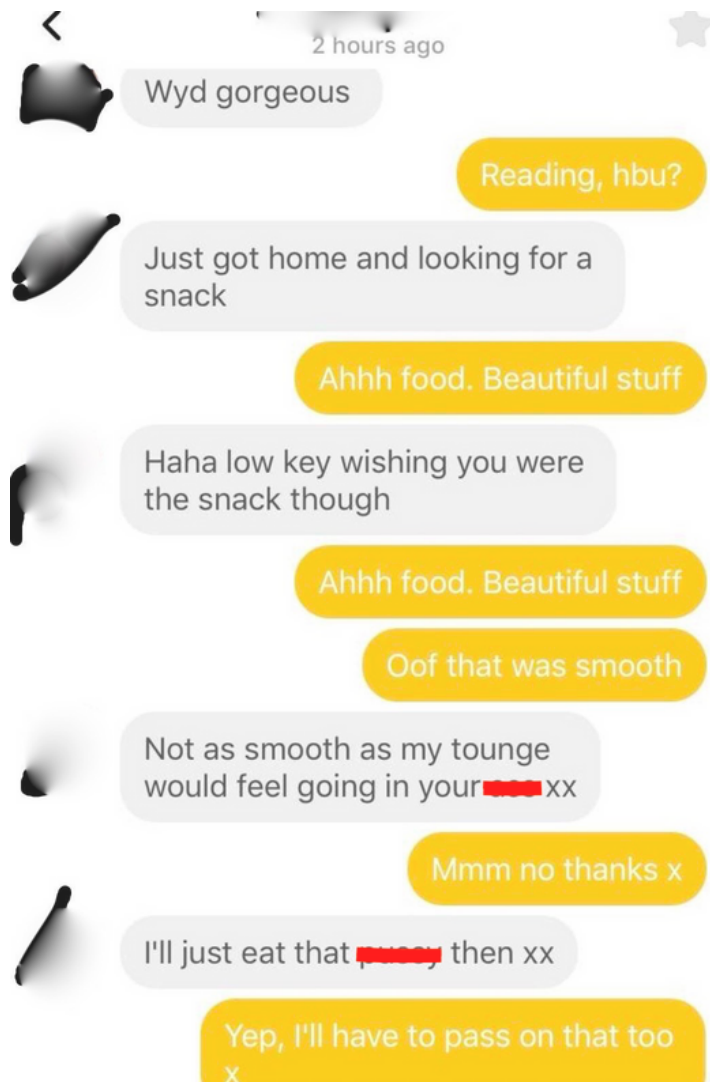 2 hours ago
Wyd gorgeous
Reading, hbu?
Just got home and looking for a
snack
Ahhh food. Beautiful stuff
Haha low key wishing you were
the snack though
Ahhh food. Beautiful stuff
Oof that was smooth
Not as smooth as my tounge
would feel going in your xx
Mmm no thanks x
I'll just eat that then xx
Yep, I'll have to pass on that too
x